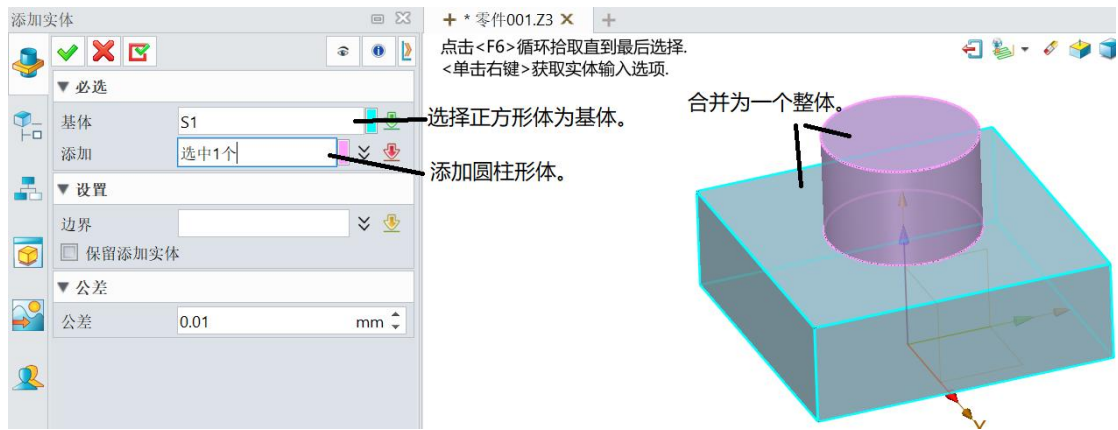 添加实体
+ * 零件001.Z3 X +
点击<F6>循环拾取直到最后选择.
<单击右键>获取实体输入选项.
▼ 必选
基体 S1
选择正方形体为基体。
添加 选中1个
添加圆柱形体。
合并为一个整体。
▼ 设置
边界
保留添加实体
▼ 公差
公差 0.01 mm
Y